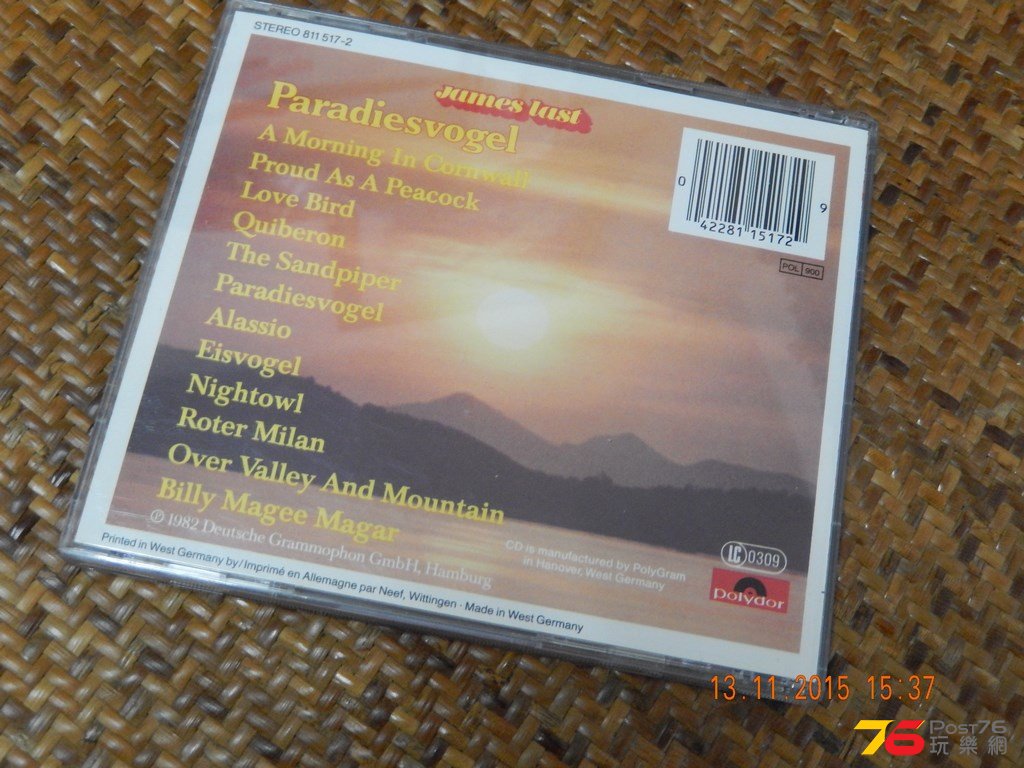 STEREO 811 517-2
James Last
Paradiesvogel
A Morning In Cornwall
Proud As A Peacock
Love Bird
Quiberon
The Sandpiper
Paradiesvogel
Alassio
Eisvogel
Nightowl
Roter Milan
Over Valley And Mountain
Billy Magee Magar
℗ 1982 Deutsche Grammophon GmbH, Hamburg
0 42281 15172 9
POL 900
CD is manufactured by PolyGram
in Hanover, West Germany
LC 0309
Polydor
Printed in West Germany by/Imprimé en Allemagne par Neef, Wittingen · Made in West Germany
13.11.2015 15:37
76 Post76
玩樂網